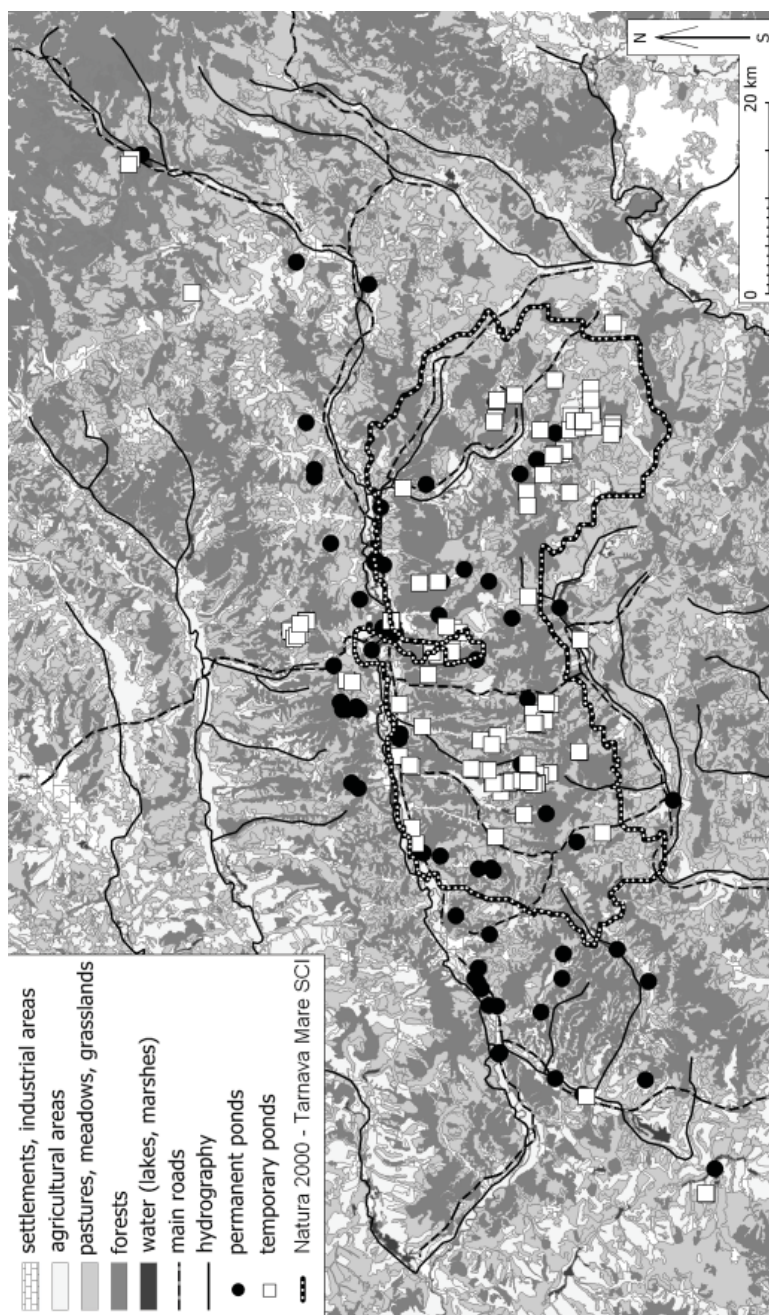 settlements, industrial areas
agricultural areas
pastures, meadows, grasslands
forests
water (lakes, marshes)
main roads
hydrography
permanent ponds
temporary ponds
Natura 2000 - Tarnava Mare SCI
N
S
0
20 km